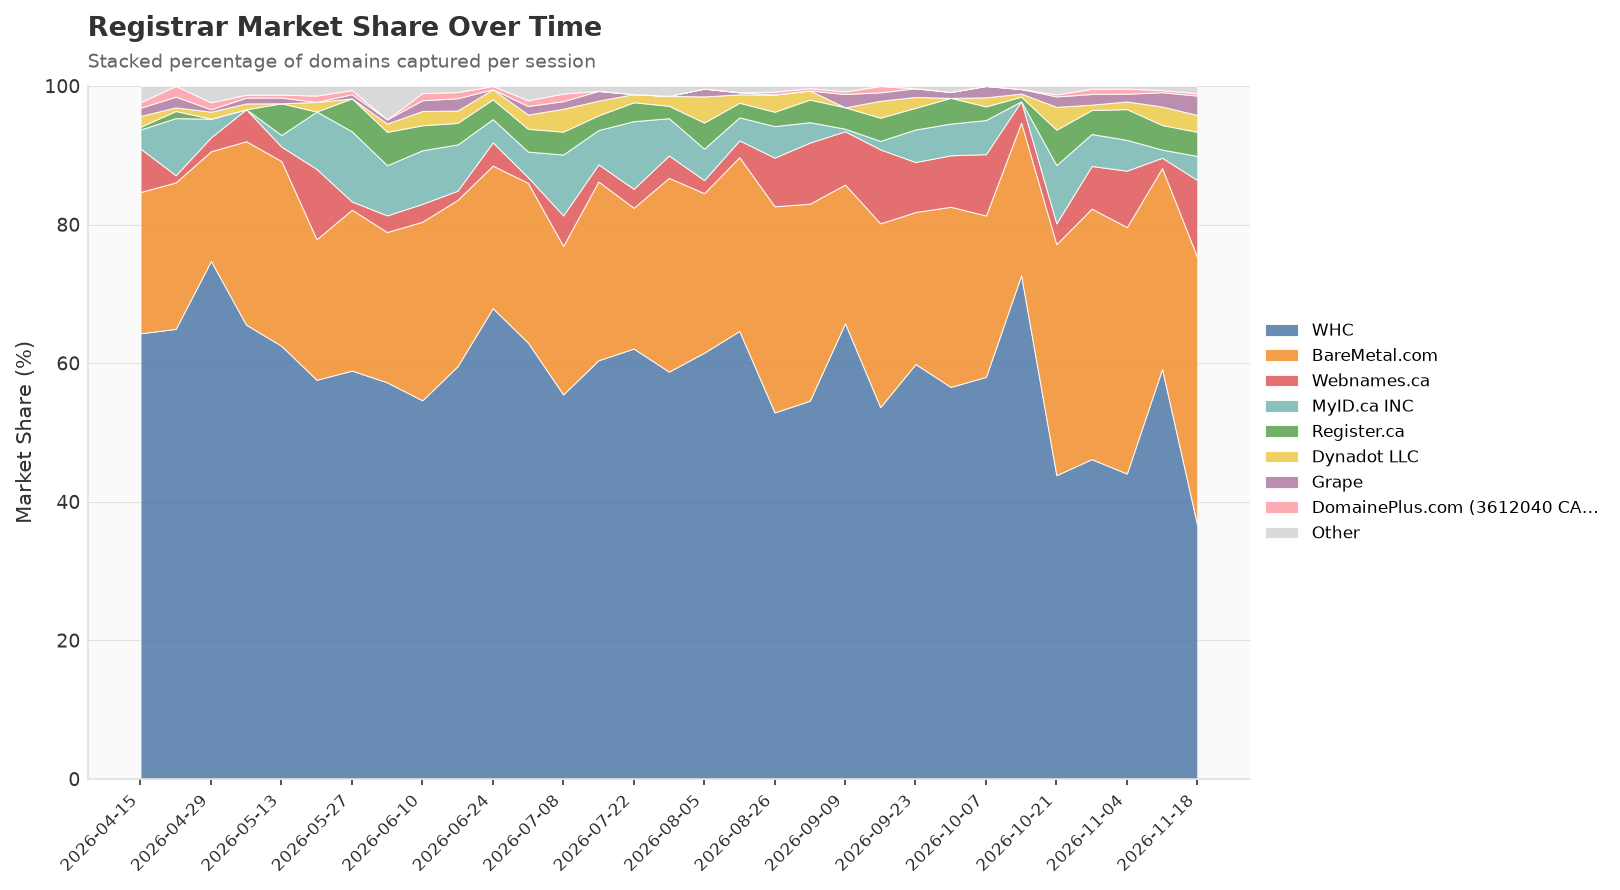 Registrar Market Share Over Time
Stacked percentage of domains captured per session
Market Share (%)
100
80
60
40
20
0
2026-04-15
2026-04-29
2026-05-13
2026-05-27
2026-06-10
2026-06-24
2026-07-08
2026-07-22
2026-08-05
2026-08-26
2026-09-09
2026-09-23
2026-10-07
2026-10-21
2026-11-04
2026-11-18
WHC
BareMetal.com
Webnames.ca
MyID.ca INC
Register.ca
Dynadot LLC
Grape
DomainePlus.com (3612040 CA...
Other